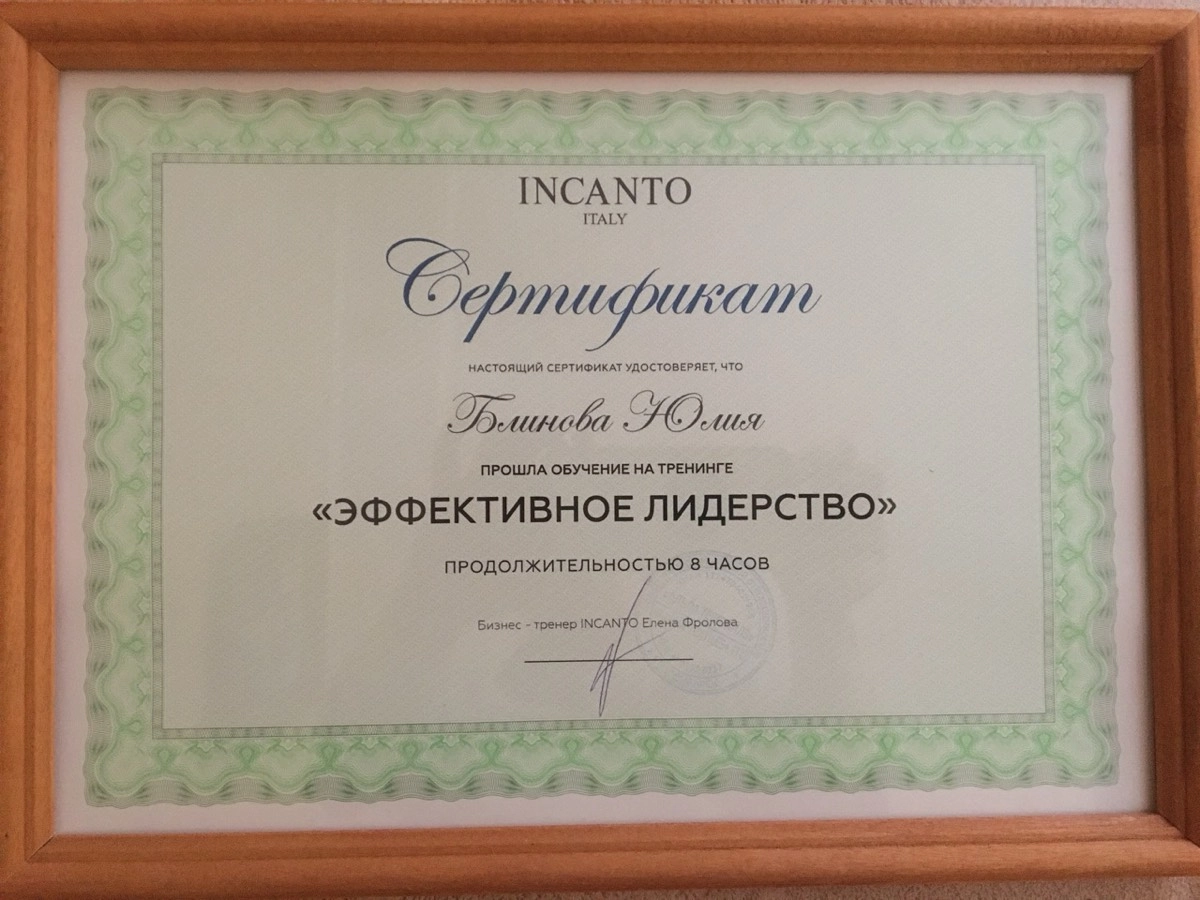 INCANTO
ITALY
Сертификат
НАСТОЯЩИЙ СЕРТИФИКАТ УДОСТОВЕРЯЕТ, ЧТО
Блинова Юлия
ПРОШЛА ОБУЧЕНИЕ НА ТРЕНИНГЕ
«ЭФФЕКТИВНОЕ ЛИДЕРСТВО»
ПРОДОЛЖИТЕЛЬНОСТЬЮ 8 ЧАСОВ
Бизнес - тренер INCANTO Елена Фролова